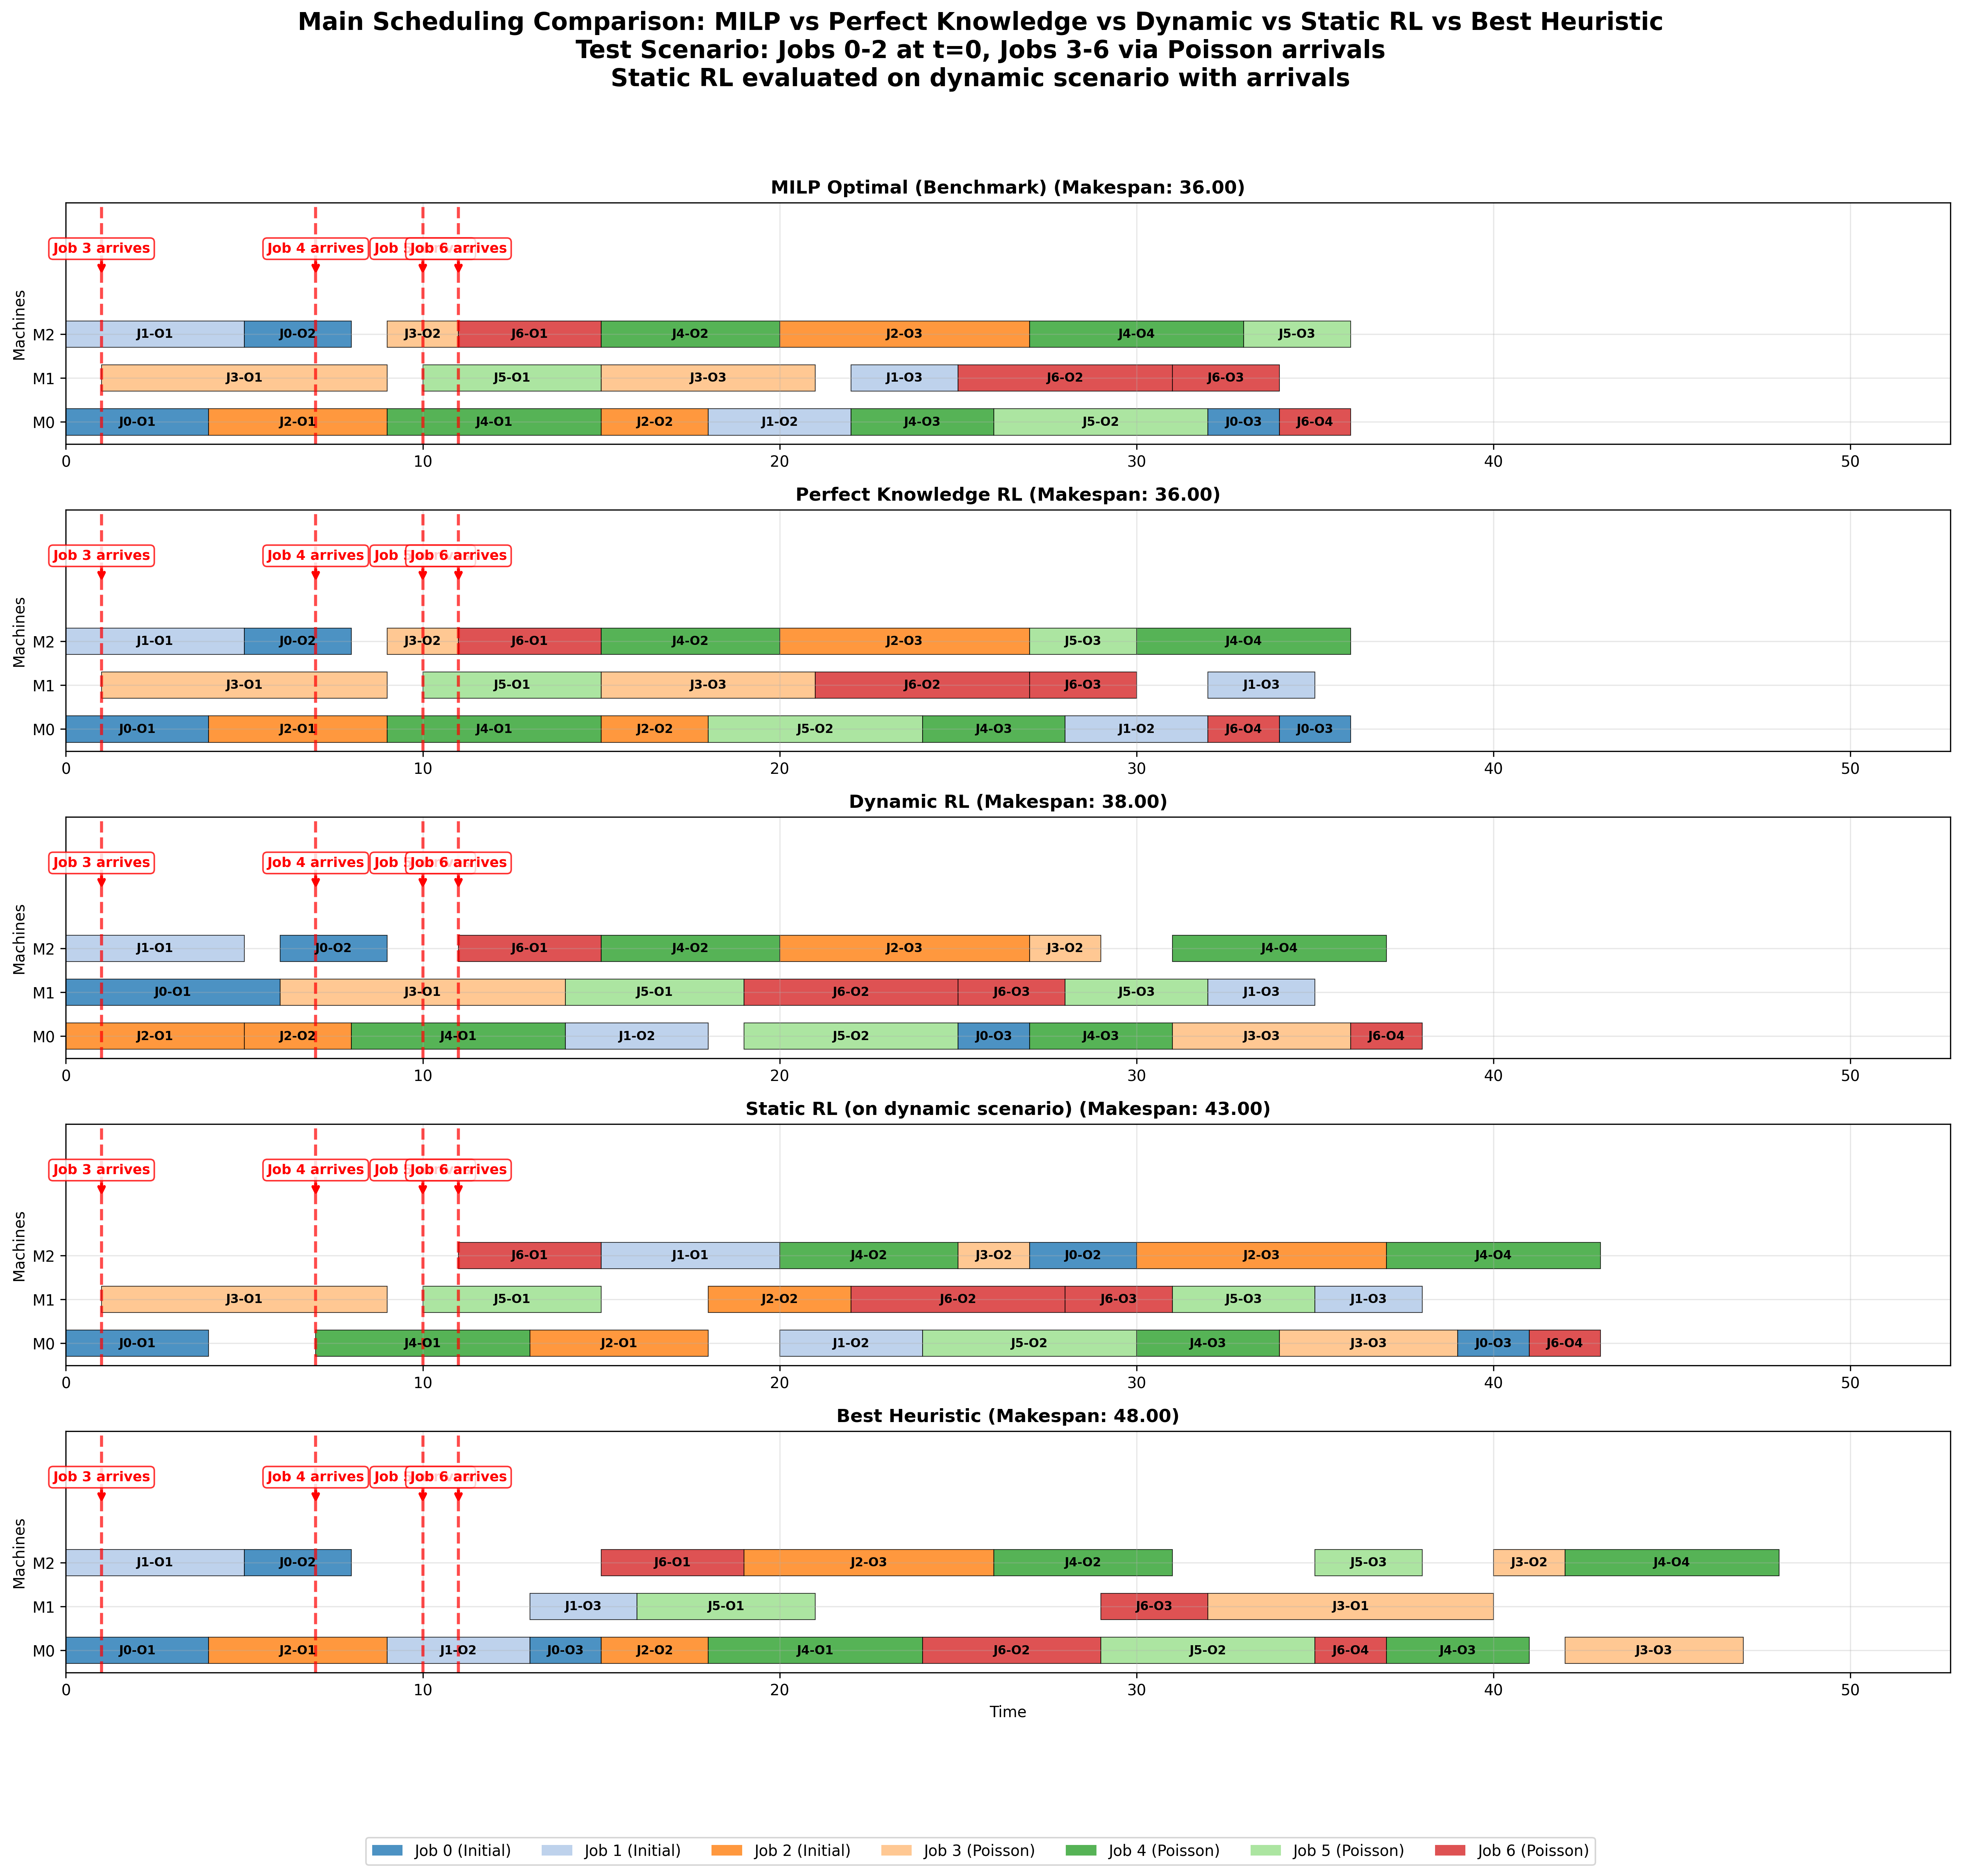 Main Scheduling Comparison: MILP vs Perfect Knowledge vs Dynamic vs Static RL vs Best Heuristic
Test Scenario: Jobs 0-2 at t=0, Jobs 3-6 via Poisson arrivals
Static RL evaluated on dynamic scenario with arrivals
MILP Optimal (Benchmark) (Makespan: 36.00)
Job 3 arrives Job 4 arrives Job Job 6 arrives
Machines
M2 J1-O1 J0-O2 J3-O2 J6-O1 J4-O2 J2-O3 J4-O4 J5-O3
M1 J3-O1 J5-O1 J3-O3 J1-O3 J6-O2 J6-O3
M0 J0-O1 J2-O1 J4-O1 J2-O2 J1-O2 J4-O3 J5-O2 J0-O3 J6-O4
0 10 20 30 40 50
Perfect Knowledge RL (Makespan: 36.00)
Job 3 arrives Job 4 arrives Job Job 6 arrives
Machines
M2 J1-O1 J0-O2 J3-O2 J6-O1 J4-O2 J2-O3 J5-O3 J4-O4
M1 J3-O1 J5-O1 J3-O3 J6-O2 J6-O3 J1-O3
M0 J0-O1 J2-O1 J4-O1 J2-O2 J5-O2 J4-O3 J1-O2 J6-O4 J0-O3
0 10 20 30 40 50
Dynamic RL (Makespan: 38.00)
Job 3 arrives Job 4 arrives Job Job 6 arrives
Machines
M2 J1-O1 J0-O2 J6-O1 J4-O2 J2-O3 J3-O2 J4-O4
M1 J0-O1 J3-O1 J5-O1 J6-O2 J6-O3 J5-O3 J1-O3
M0 J2-O1 J2-O2 J4-O1 J1-O2 J5-O2 J0-O3 J4-O3 J3-O3 J6-O4
0 10 20 30 40 50
Static RL (on dynamic scenario) (Makespan: 43.00)
Job 3 arrives Job 4 arrives Job Job 6 arrives
Machines
M2 J6-O1 J1-O1 J4-O2 J3-O2 J0-O2 J2-O3 J4-O4
M1 J3-O1 J5-O1 J2-O2 J6-O2 J6-O3 J5-O3 J1-O3
M0 J0-O1 J4-O1 J2-O1 J1-O2 J5-O2 J4-O3 J3-O3 J0-O3 J6-O4
0 10 20 30 40 50
Best Heuristic (Makespan: 48.00)
Job 3 arrives Job 4 arrives Job Job 6 arrives
Machines
M2 J1-O1 J0-O2 J6-O1 J2-O3 J4-O2 J5-O3 J3-O2 J4-O4
M1 J1-O3 J5-O1 J6-O3 J3-O1
M0 J0-O1 J2-O1 J1-O2 J0-O3 J2-O2 J4-O1 J6-O2 J5-O2 J6-O4 J4-O3 J3-O3
0 10 20 30 40 50
Time
Job 0 (Initial) Job 1 (Initial) Job 2 (Initial) Job 3 (Poisson) Job 4 (Poisson) Job 5 (Poisson) Job 6 (Poisson)